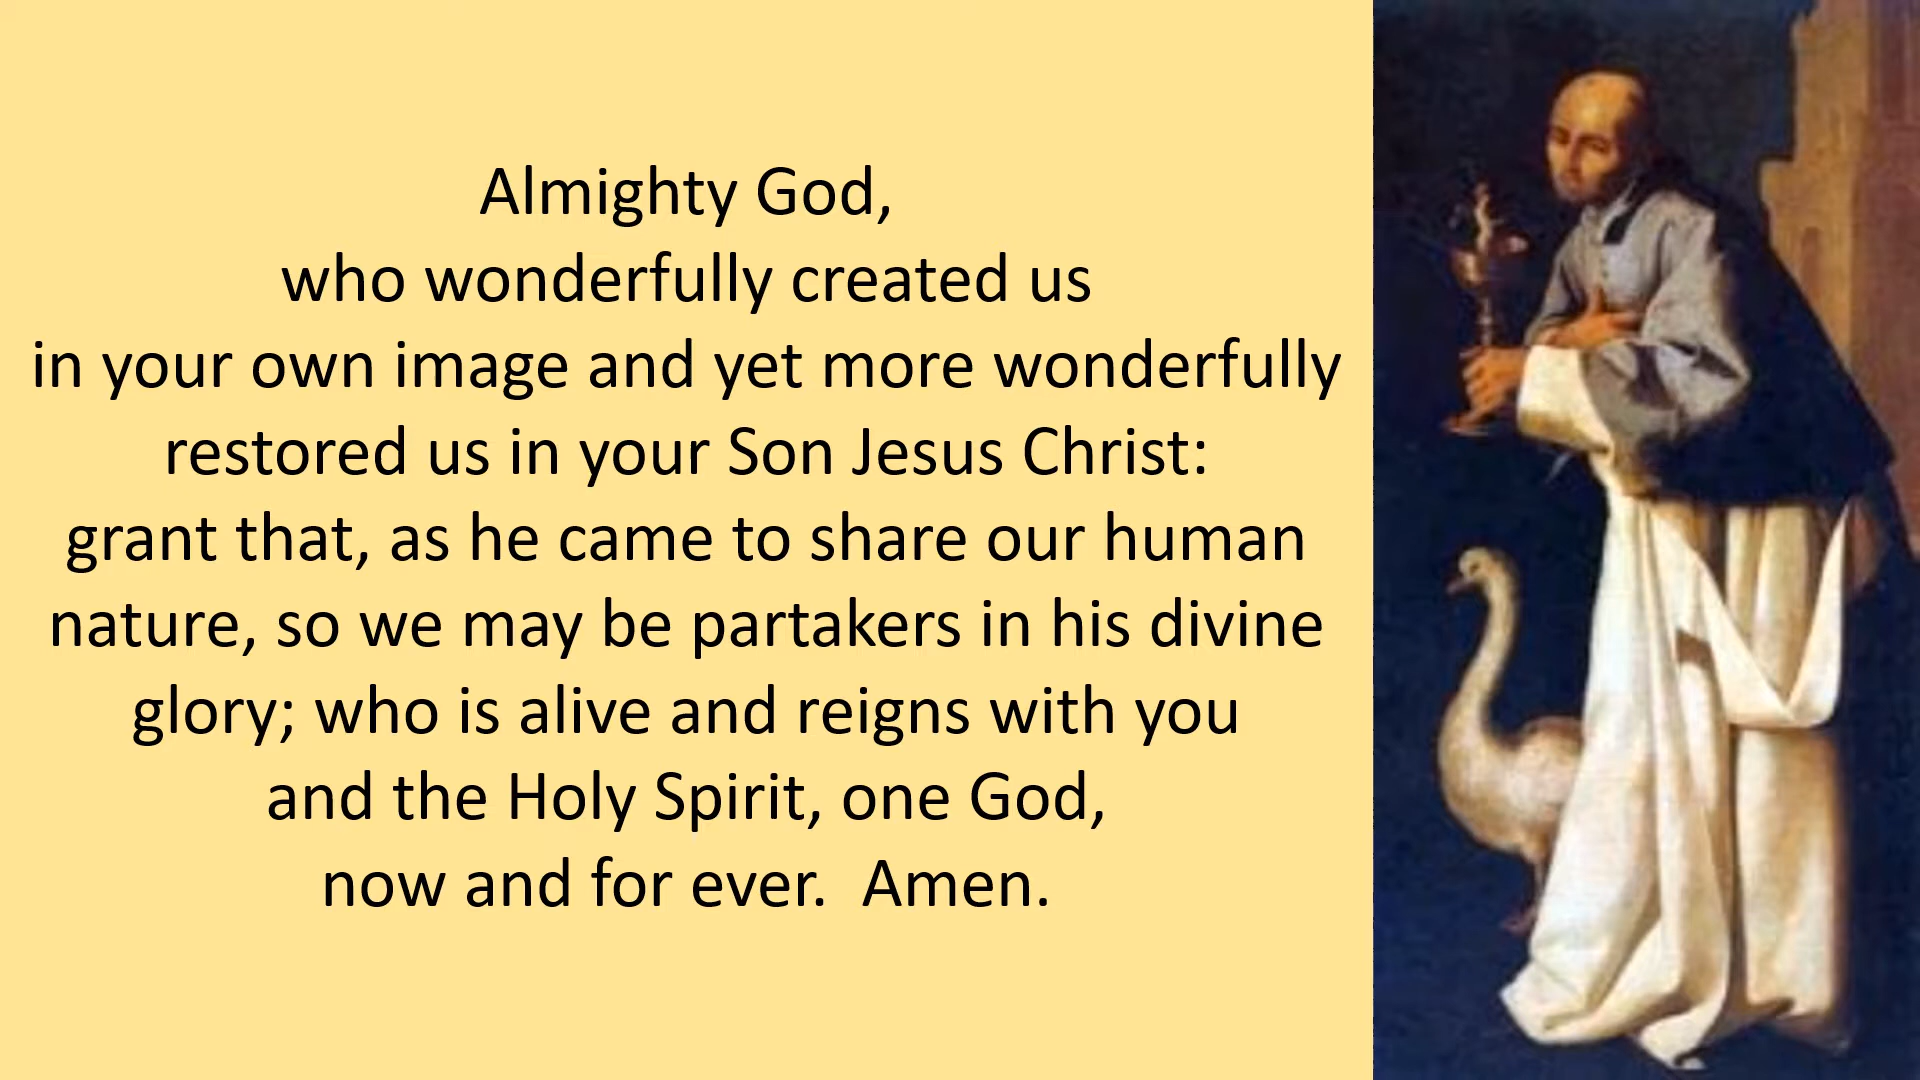 Almighty God,
who wonderfully created us
in your own image and yet more wonderfully
restored us in your Son Jesus Christ:
grant that, as he came to share our human
nature, so we may be partakers in his divine
glory; who is alive and reigns with you
and the Holy Spirit, one God,
now and for ever.  Amen.